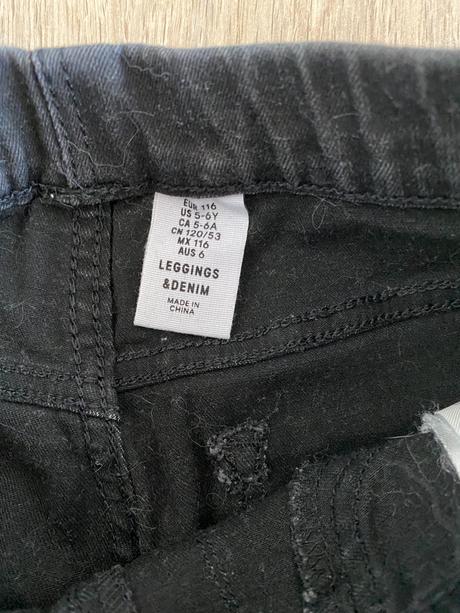 EUR 116
US 5-6Y
CA 5-6A
CN 120/53
MX 116
AUS 6
LEGGINGS
&DENIM
MADE IN
CHINA